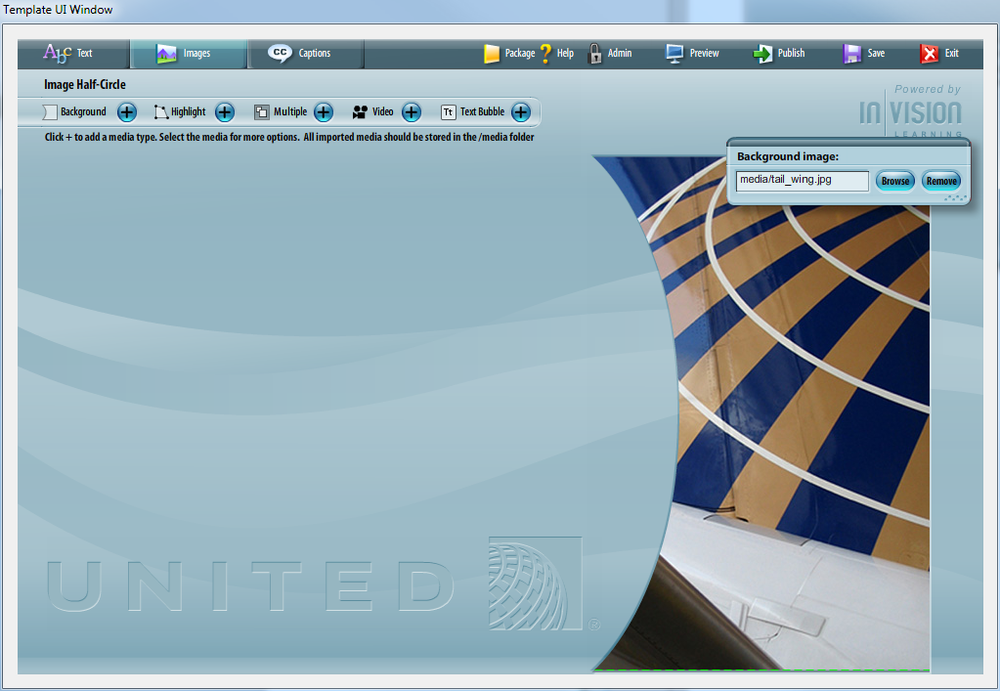 Template UI Window
Abc Text Images CC Captions Package ? Help Admin Preview Publish Save X Exit
Image Half-Circle
Background + Highlight + Multiple + Video + Tt Text Bubble +
Click + to add a media type. Select the media for more options. All imported media should be stored in the /media folder
Powered by
IN VISION
LEARNING
Background image:
media/tail_wing.jpg Browse Remove
UNITED ®